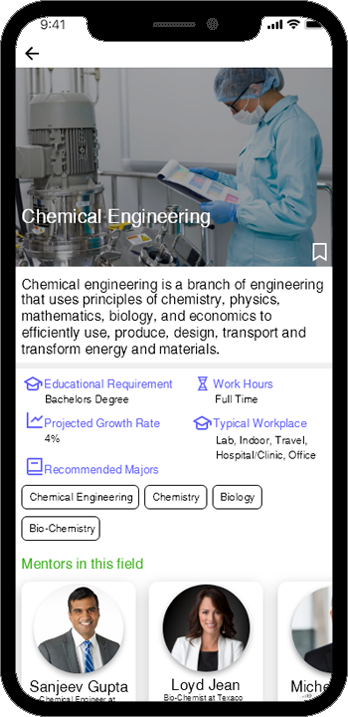 9:41
Chemical Engineering
Chemical engineering is a branch of engineering
that uses principles of chemistry, physics,
mathematics, biology, and economics to
efficiently use, produce, design, transport and
transform energy and materials.
Educational Requirement
Bachelors Degree
Work Hours
Full Time
Projected Growth Rate
4%
Typical Workplace
Lab, Indoor, Travel,
Hospital/Clinic, Office
Recommended Majors
Chemical Engineering
Chemistry
Biology
Bio-Chemistry
Mentors in this field
Sanjeev Gupta
Chemical Engineer at
Loyd Jean
Bio-Chemist at Texaco
Miche